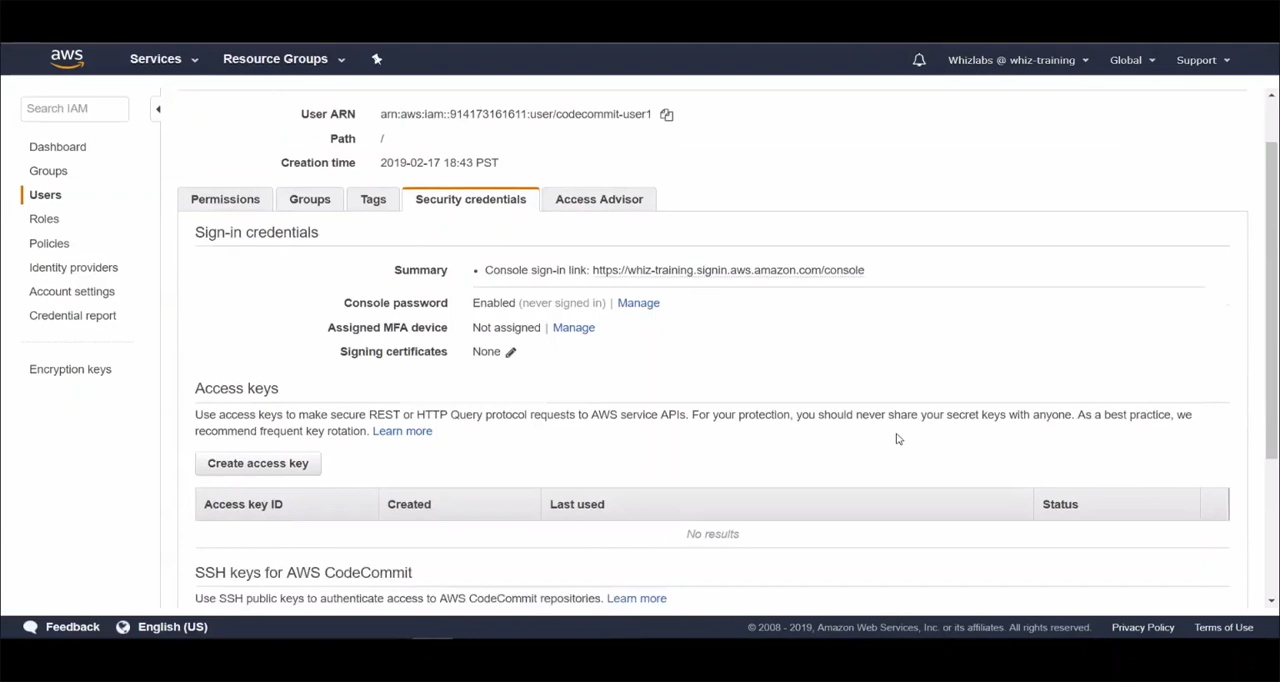 aws Services Resource Groups Whizlabs @ whiz-training Global Support
Search IAM
Dashboard
Groups
Users
Roles
Policies
Identity providers
Account settings
Credential report
Encryption keys
User ARN arn:aws:iam::914173161611:user/codecommit-user1
Path /
Creation time 2019-02-17 18:43 PST
Permissions Groups Tags Security credentials Access Advisor
Sign-in credentials
Summary • Console sign-in link: https://whiz-training.signin.aws.amazon.com/console
Console password Enabled (never signed in) | Manage
Assigned MFA device Not assigned | Manage
Signing certificates None
Access keys
Use access keys to make secure REST or HTTP Query protocol requests to AWS service APIs. For your protection, you should never share your secret keys with anyone. As a best practice, we
recommend frequent key rotation. Learn more
Create access key
Access key ID Created Last used Status
No results
SSH keys for AWS CodeCommit
Use SSH public keys to authenticate access to AWS CodeCommit repositories. Learn more
Feedback English (US) © 2008 - 2019, Amazon Web Services, Inc. or its affiliates. All rights reserved. Privacy Policy Terms of Use